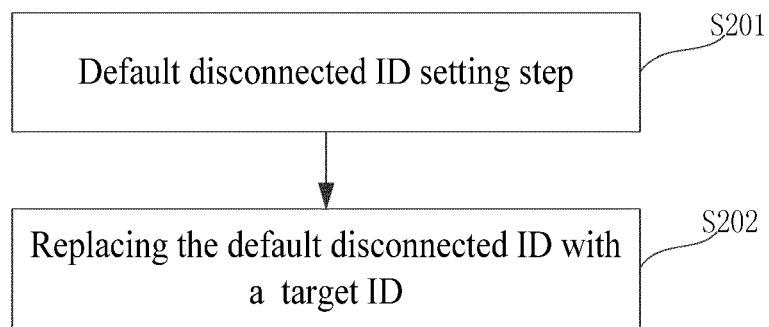 S201
Default disconnected ID setting step
S202
Replacing the default disconnected ID with
a target ID